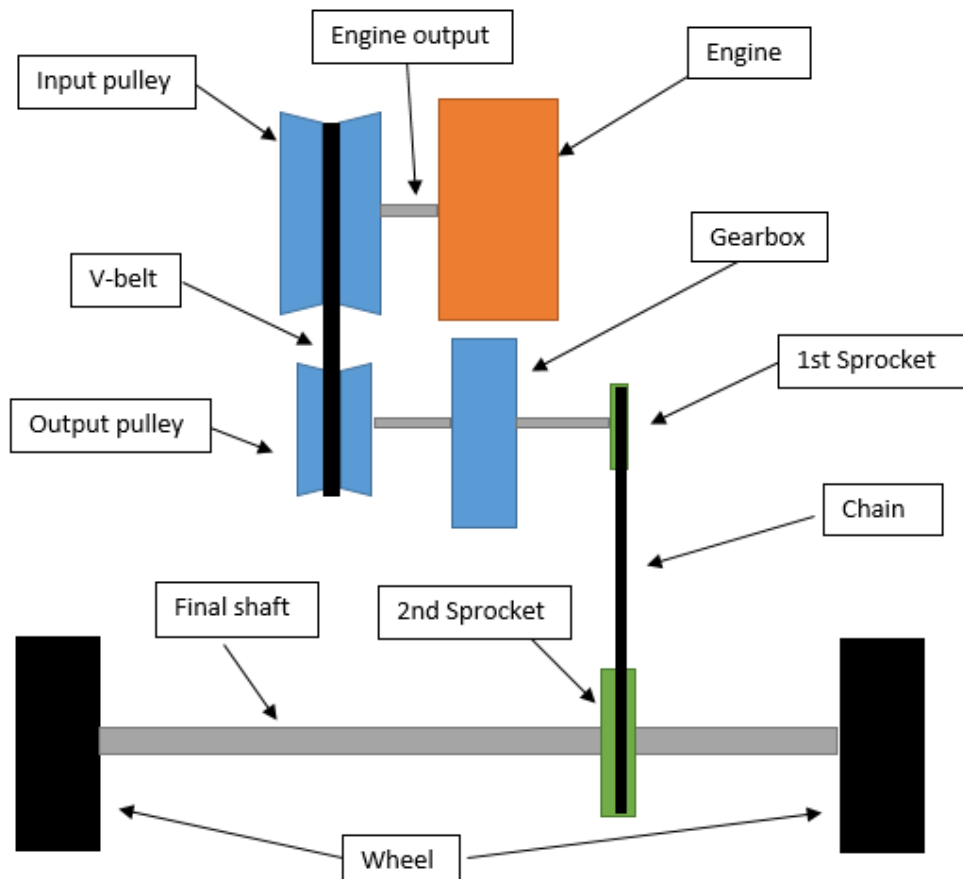 Engine output
Engine
Input pulley
Gearbox
V-belt
1st Sprocket
Output pulley
Chain
Final shaft
2nd Sprocket
Wheel